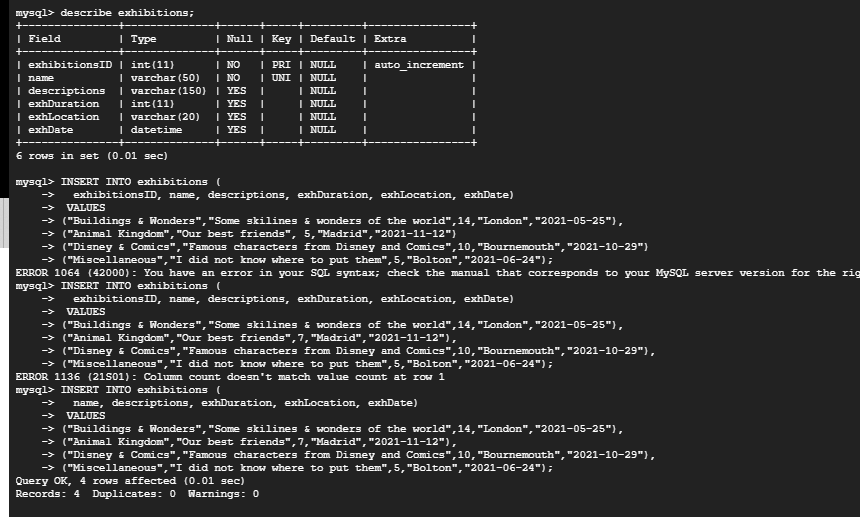 mysql> describe exhibitions;
+---------------+--------------+------+-----+---------+----------------+
| Field         | Type         | Null | Key | Default | Extra          |
+---------------+--------------+------+-----+---------+----------------+
| exhibitionsID | int(11)      | NO   | PRI | NULL    | auto_increment |
| name          | varchar(50)  | NO   | UNI | NULL    |                |
| descriptions  | varchar(150) | YES  |     | NULL    |                |
| exhDuration   | int(11)      | YES  |     | NULL    |                |
| exhLocation   | varchar(20)  | YES  |     | NULL    |                |
| exhDate       | datetime     | YES  |     | NULL    |                |
+---------------+--------------+------+-----+---------+----------------+
6 rows in set (0.01 sec)
mysql> INSERT INTO exhibitions (
    ->   exhibitionsID, name, descriptions, exhDuration, exhLocation, exhDate)
    ->  VALUES
    -> ("Buildings & Wonders","Some skilines & wonders of the world",14,"London","2021-05-25"),
    -> ("Animal Kingdom","Our best friends", 5,"Madrid","2021-11-12")
    -> ("Disney & Comics","Famous characters from Disney and Comics",10,"Bournemouth","2021-10-29")
    -> ("Miscellaneous","I did not know where to put them",5,"Bolton","2021-06-24");
ERROR 1064 (42000): You have an error in your SQL syntax; check the manual that corresponds to your MySQL server version for the rig
mysql> INSERT INTO exhibitions (
    ->   exhibitionsID, name, descriptions, exhDuration, exhLocation, exhDate)
    ->  VALUES
    -> ("Buildings & Wonders","Some skilines & wonders of the world",14,"London","2021-05-25"),
    -> ("Animal Kingdom","Our best friends",7,"Madrid","2021-11-12"),
    -> ("Disney & Comics","Famous characters from Disney and Comics",10,"Bournemouth","2021-10-29"),
    -> ("Miscellaneous","I did not know where to put them",5,"Bolton","2021-06-24");
ERROR 1136 (21S01): Column count doesn't match value count at row 1
mysql> INSERT INTO exhibitions (
    ->   name, descriptions, exhDuration, exhLocation, exhDate)
    ->  VALUES
    -> ("Buildings & Wonders","Some skilines & wonders of the world",14,"London","2021-05-25"),
    -> ("Animal Kingdom","Our best friends",7,"Madrid","2021-11-12"),
    -> ("Disney & Comics","Famous characters from Disney and Comics",10,"Bournemouth","2021-10-29"),
    -> ("Miscellaneous","I did not know where to put them",5,"Bolton","2021-06-24");
Query OK, 4 rows affected (0.01 sec)
Records: 4  Duplicates: 0  Warnings: 0